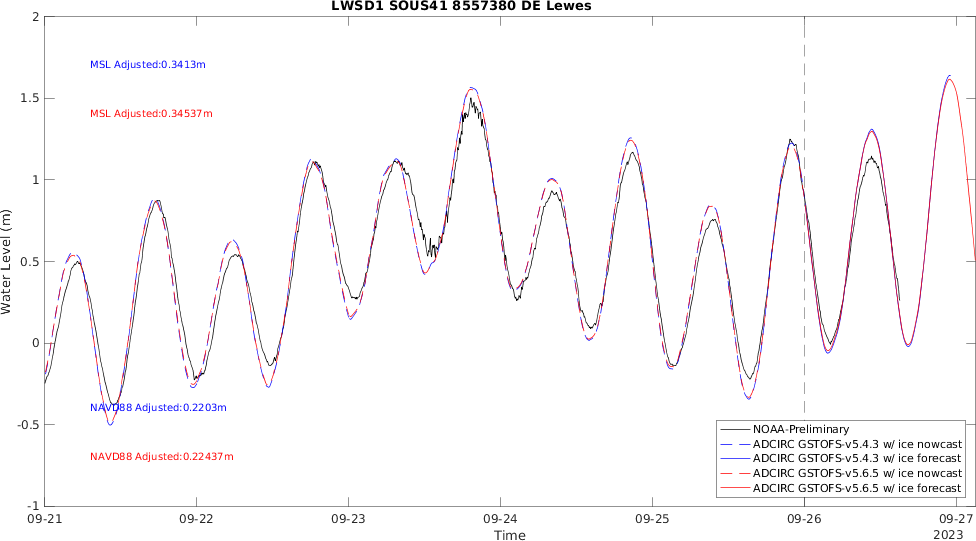 LWSD1 SOUS41 8557380 DE Lewes
2
MSL Adjusted:0.3413m
1.5
MSL Adjusted:0.34537m
1
Water Level (m)
0.5
0
NAVD88 Adjusted:0.2203m
-0.5
NAVD88 Adjusted:0.22437m
-1
NOAA-Preliminary
ADCIRC GSTOFS-v5.4.3 w/ ice nowcast
ADCIRC GSTOFS-v5.4.3 w/ ice forecast
ADCIRC GSTOFS-v5.6.5 w/ ice nowcast
ADCIRC GSTOFS-v5.6.5 w/ ice forecast
09-21 09-22 09-23 09-24 09-25 09-26 09-27
Time
2023